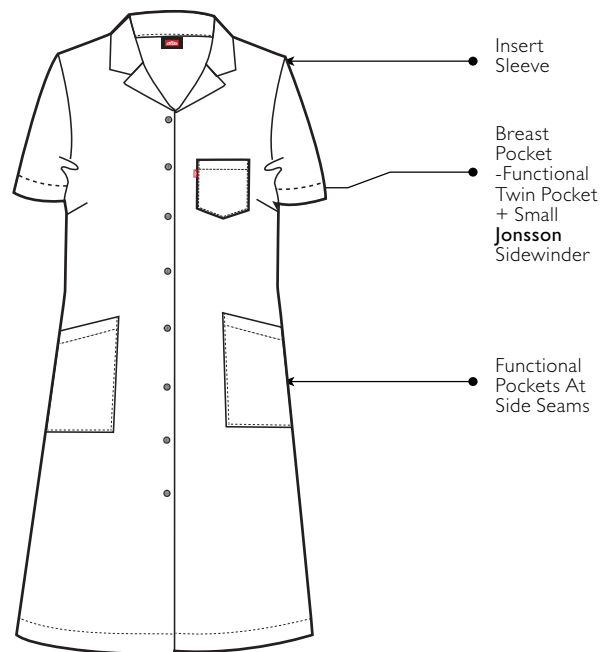 Insert
Sleeve
Breast
Pocket
-Functional
Twin Pocket
+ Small
Jonsson
Sidewinder
Functional
Pockets At
Side Seams